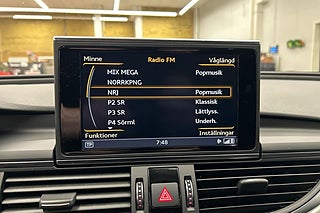 Minne Radio FM Våglängd
MIX MEGA Popmusik
NORRKPNG
NRJ Popmusik
P2 SR Klassisk
P3 SR Lättlyss.
P4 Sörml Underh.
Funktioner Inställningar
TP 7:48